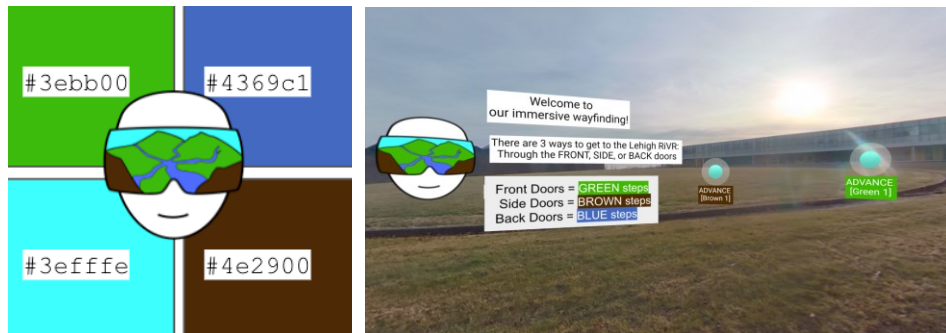 #3ebb00
#4369c1
#3efffe
#4e2900
Welcome to
our immersive wayfinding!
There are 3 ways to get to the Lehigh RiVR:
Through the FRONT, SIDE, or BACK doors
Front Doors = GREEN steps
Side Doors = BROWN steps
Back Doors = BLUE steps
ADVANCE
[Brown 1]
ADVANCE
[Green 1]